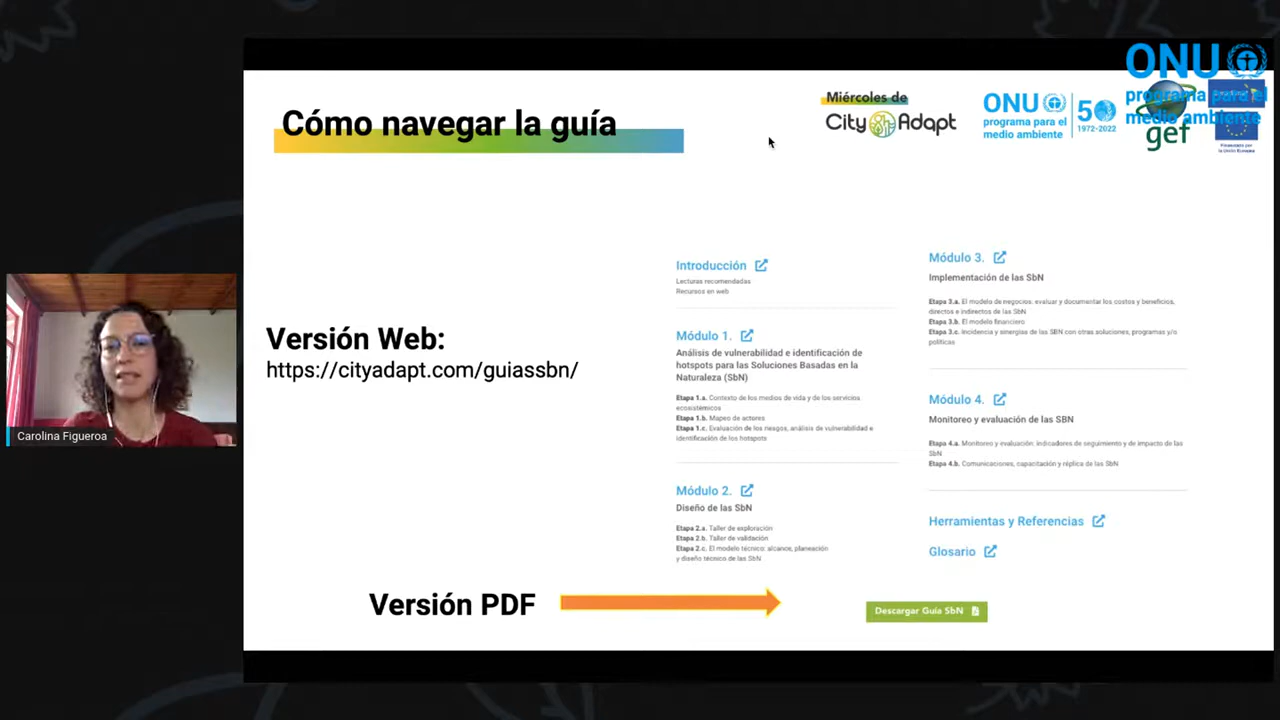 Cómo navegar la guía
Miércoles de
CityAdapt
ONU
programa para el
medio ambiente
50
1972-2022
gef
Financiado por
la Unión Europea
ONU
programa para el
medio ambiente
Carolina Figueroa
Versión Web:
https://cityadapt.com/guiassbn/
Introducción
Lecturas recomendadas
Recursos en web
Módulo 1.
Análisis de vulnerabilidad e identificación de
hotspots para las Soluciones Basadas en la
Naturaleza (SbN)
Etapa 1.a. Contexto de los medios de vida y de los servicios
ecosistémicos
Etapa 1.b. Mapeo de actores
Etapa 1.c. Evaluación de los riesgos, análisis de vulnerabilidad e
identificación de los hotspots
Módulo 2.
Diseño de las SbN
Etapa 2.a. Taller de exploración
Etapa 2.b. Taller de validación
Etapa 2.c. El modelo técnico: alcance, planeación
y diseño técnico de las SbN
Módulo 3.
Implementación de las SbN
Etapa 3.a. El modelo de negocios: evaluar y documentar los costos y beneficios,
directos e indirectos de las SbN
Etapa 3.b. El modelo financiero
Etapa 3.c. Incidencia y sinergias de las SBN con otras soluciones, programas y/o
políticas
Módulo 4.
Monitoreo y evaluación de las SBN
Etapa 4.a. Monitoreo y evaluación: indicadores de seguimiento y de impacto de las
SbN
Etapa 4.b. Comunicaciones, capacitación y réplica de las SbN
Herramientas y Referencias
Glosario
Versión PDF
Descargar Guía SbN